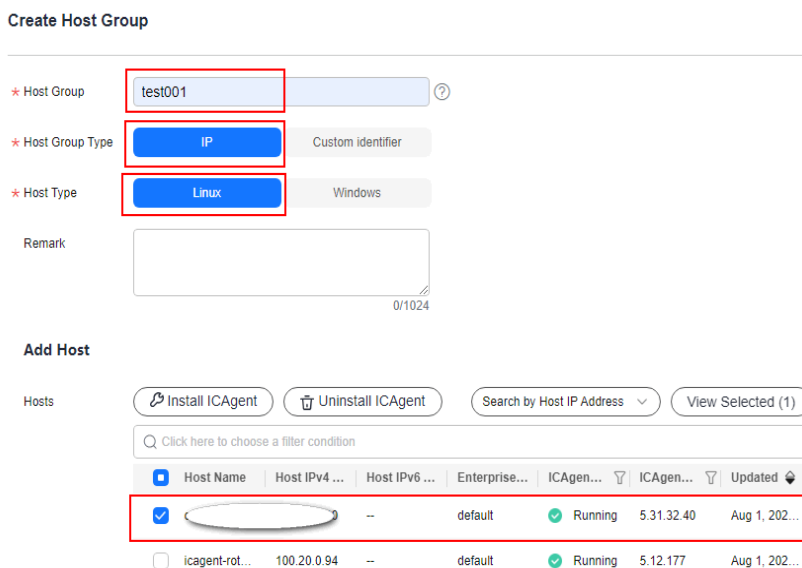 Create Host Group
* Host Group test001
* Host Group Type IP Custom identifier
* Host Type Linux Windows
Remark
0/1024
Add Host
Hosts Install ICAgent Uninstall ICAgent Search by Host IP Address View Selected (1)
Click here to choose a filter condition
Host Name Host IPv4 ... Host IPv6 ... Enterprise... ICAgen... ICAgen... Updated
-- default Running 5.31.32.40 Aug 1, 202...
icagent-rot... 100.20.0.94 -- default Running 5.12.177 Aug 1, 202...